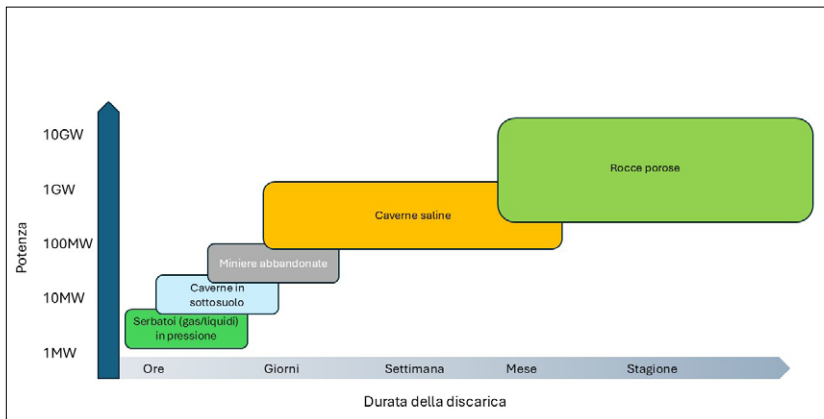 10GW
Rocce porose
1GW
Caverne saline
100MW
Miniere abbandonate
10MW
Caverne in
sottosuolo
Serbatoi (gas/liquidi)
in pressione
1MW
Potenza
Ore
Giorni
Settimana
Mese
Stagione
Durata della discarica